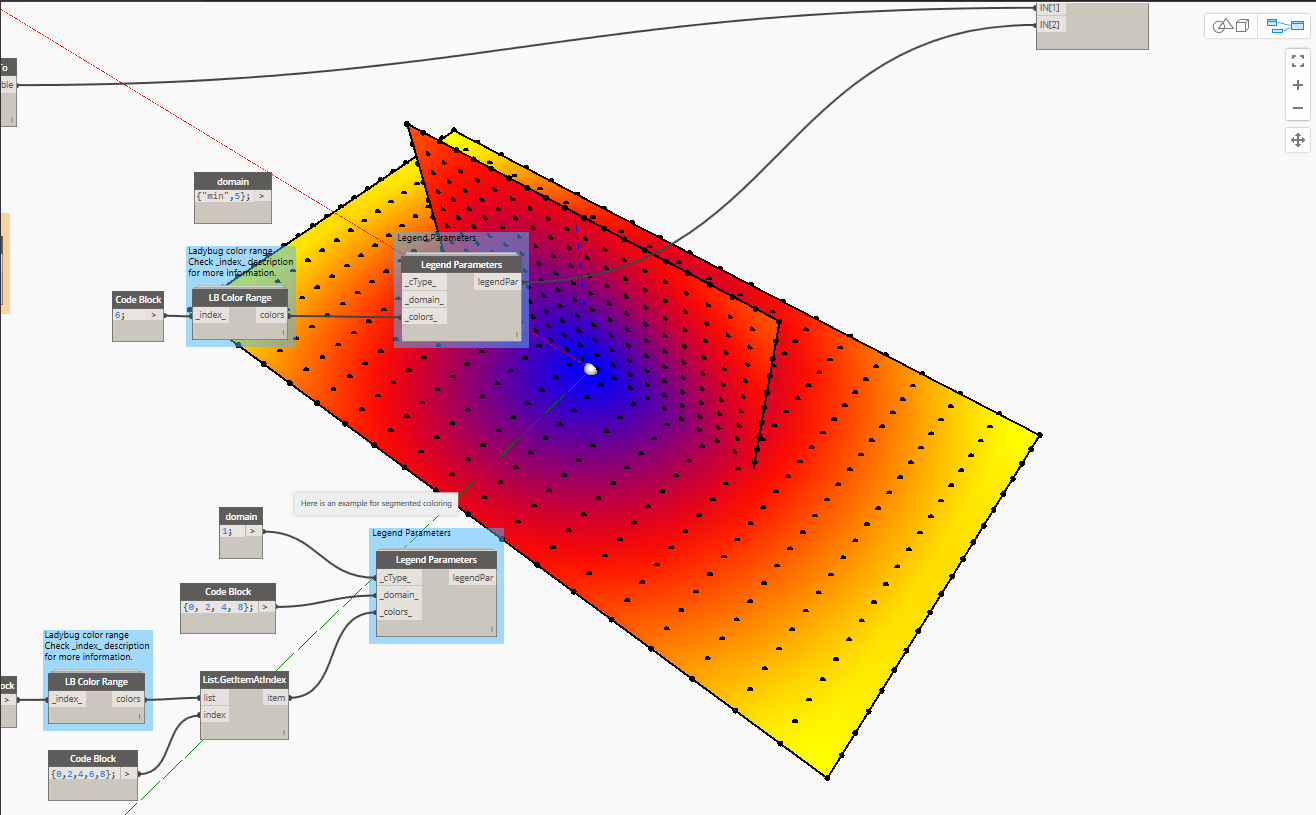 IN[1]
IN[2]
ble
domain
{"min",5}; >
Ladybug color range
Check _index_ description
for more information.
LB Color Range
_index_ colors
Code Block
6; >
Legend Parameters
Legend Parameters
_cType_ legendPar
_domain_
_colors_
Here is an example for segmented coloring
domain
1; >
Legend Parameters
Legend Parameters
_cType_ legendPar
_domain_
_colors_
Code Block
{0, 2, 4, 8}; >
Ladybug color range
Check _index_ description
for more information.
LB Color Range
_index_ colors
ock
>
List.GetItemAtIndex
list item
index
Code Block
{0,2,4,6,8}; >